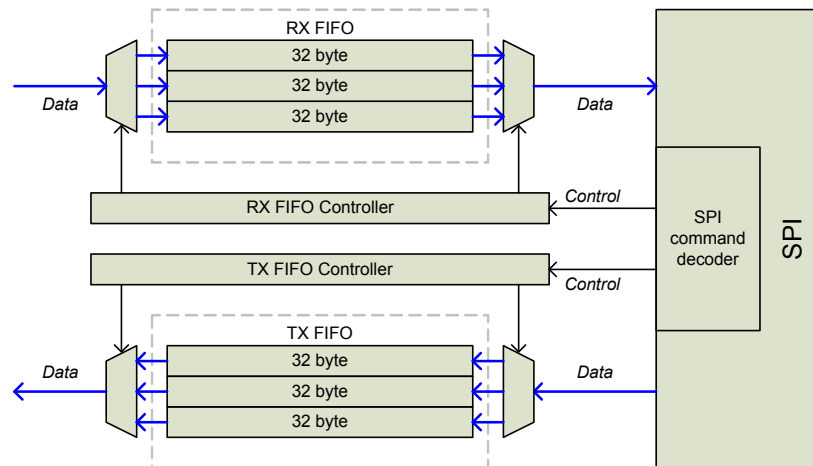 RX FIFO
32 byte
32 byte
32 byte
Data
Data
RX FIFO Controller
Control
SPI
command
decoder
SPI
TX FIFO Controller
Control
TX FIFO
32 byte
32 byte
32 byte
Data
Data